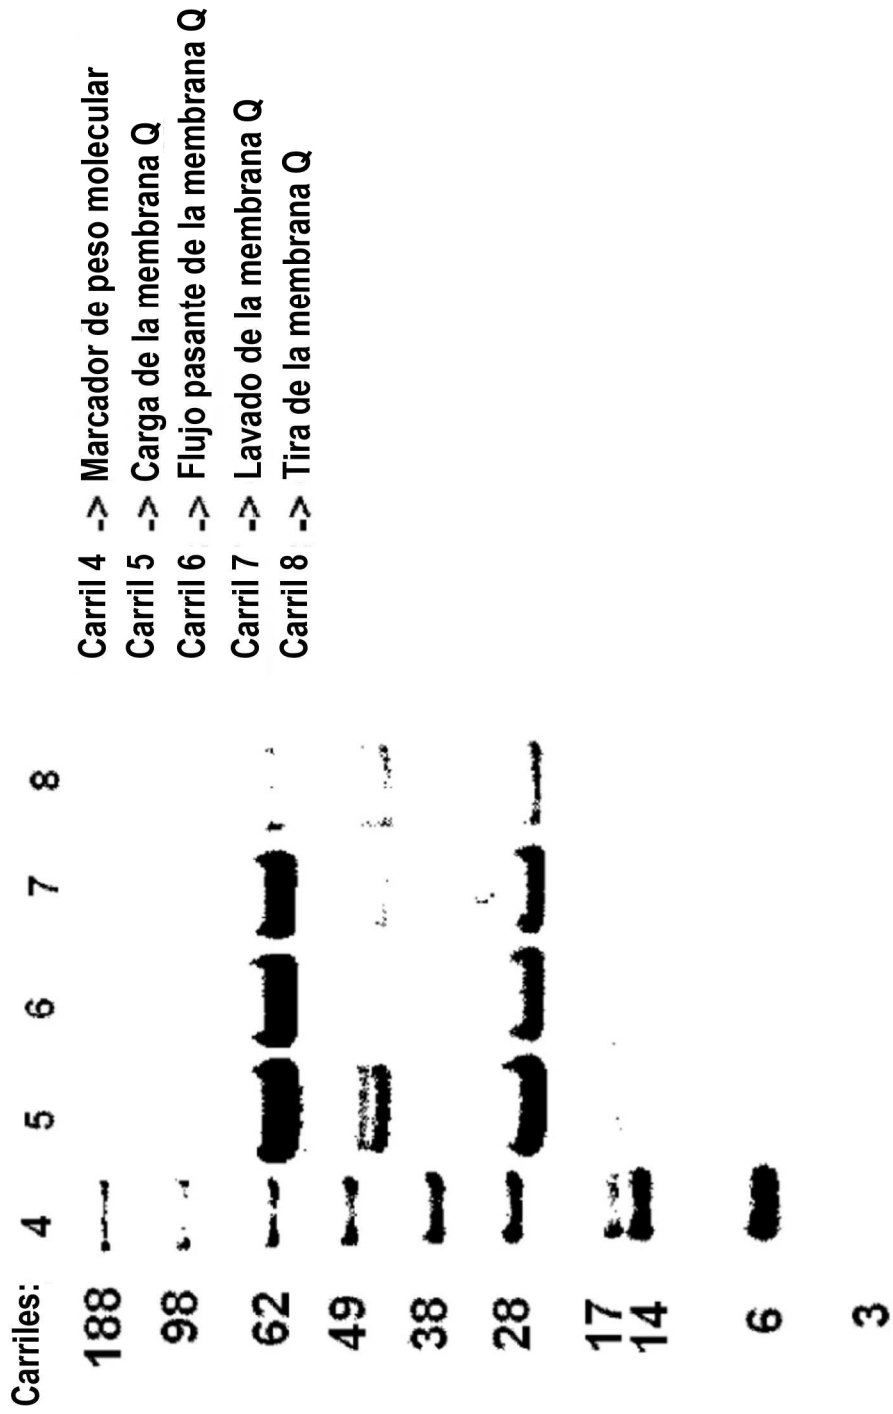 Carriles: 4 5 6 7 8
188
98
62
49
38
28
17
14
6
3
Carril 4 -> Marcador de peso molecular
Carril 5 -> Carga de la membrana Q
Carril 6 -> Flujo pasante de la membrana Q
Carril 7 -> Lavado de la membrana Q
Carril 8 -> Tira de la membrana Q